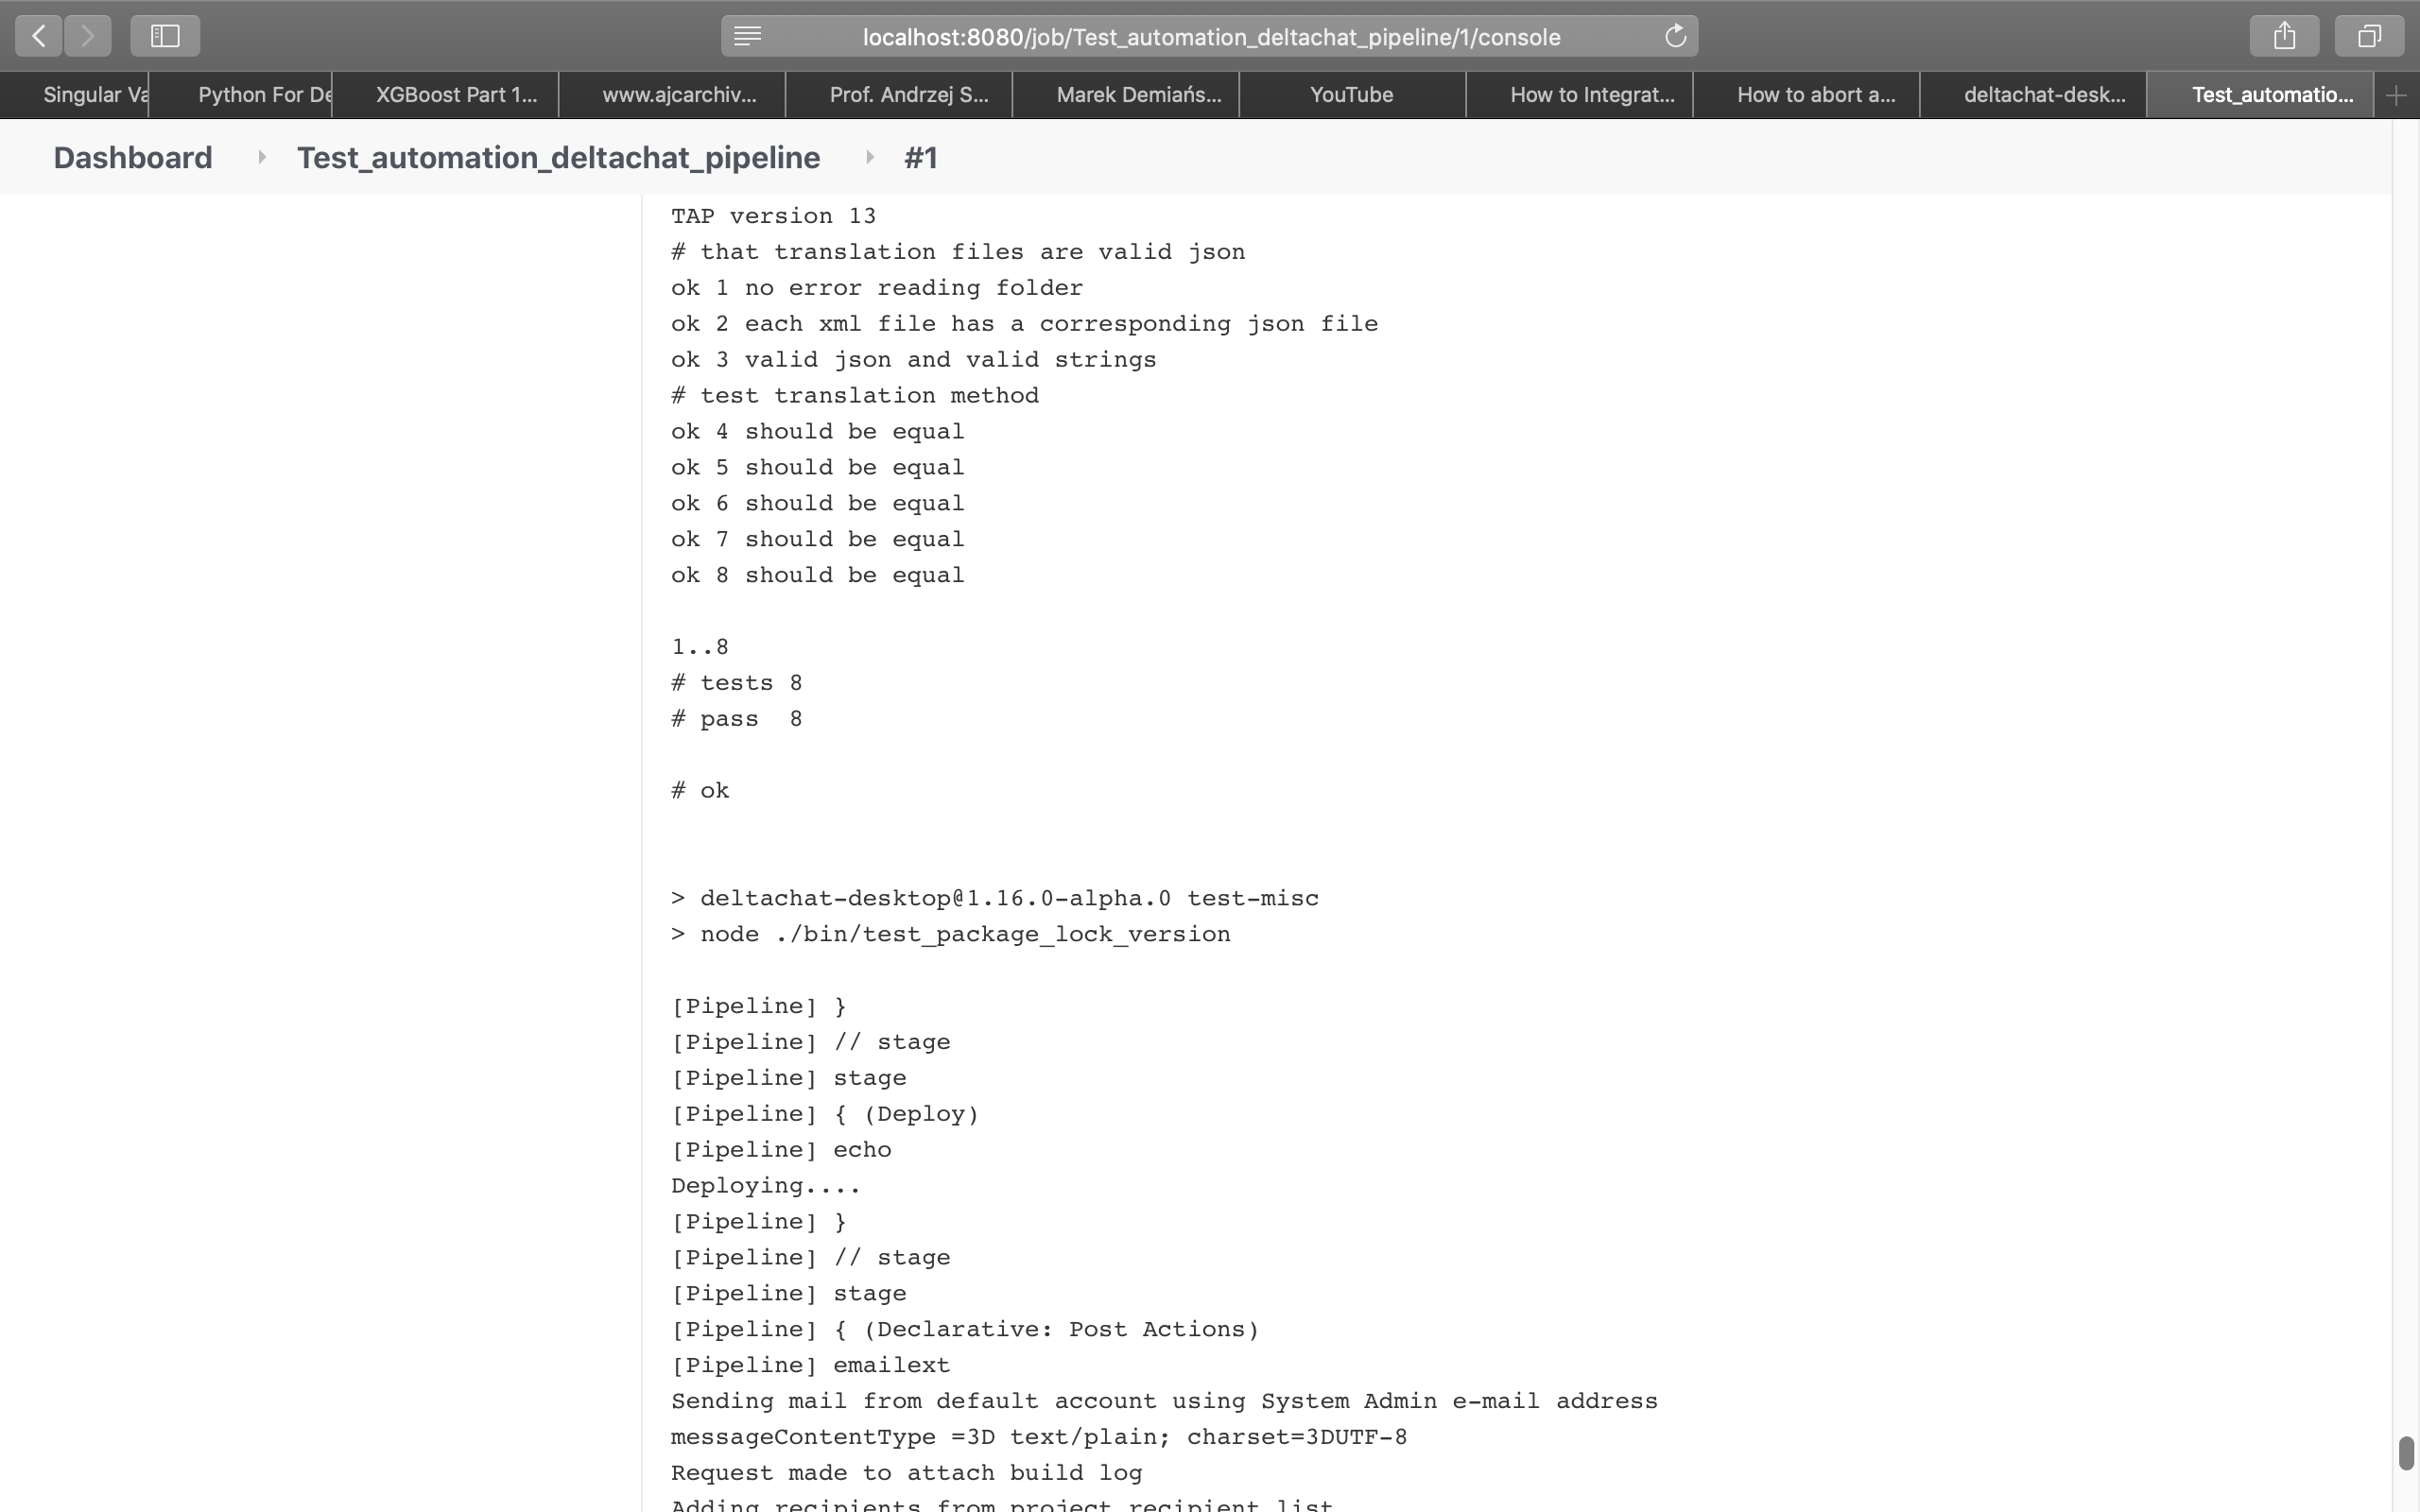 localhost:8080/job/Test_automation_deltachat_pipeline/1/console
Singular Va
Python For De
XGBoost Part 1...
www.ajcarchiv...
Prof. Andrzej S...
Marek Demiańs...
YouTube
How to Integrat...
How to abort a...
deltachat-desk...
Test_automatio...
Dashboard
Test_automation_deltachat_pipeline
#1
TAP version 13
# that translation files are valid json
ok 1 no error reading folder
ok 2 each xml file has a corresponding json file
ok 3 valid json and valid strings
# test translation method
ok 4 should be equal
ok 5 should be equal
ok 6 should be equal
ok 7 should be equal
ok 8 should be equal
1..8
# tests 8
# pass  8
# ok
> deltachat-desktop@1.16.0-alpha.0 test-misc
> node ./bin/test_package_lock_version
[Pipeline] }
[Pipeline] // stage
[Pipeline] stage
[Pipeline] { (Deploy)
[Pipeline] echo
Deploying....
[Pipeline] }
[Pipeline] // stage
[Pipeline] stage
[Pipeline] { (Declarative: Post Actions)
[Pipeline] emailext
Sending mail from default account using System Admin e-mail address
messageContentType =3D text/plain; charset=3DUTF-8
Request made to attach build log
Adding recipients from project recipient list